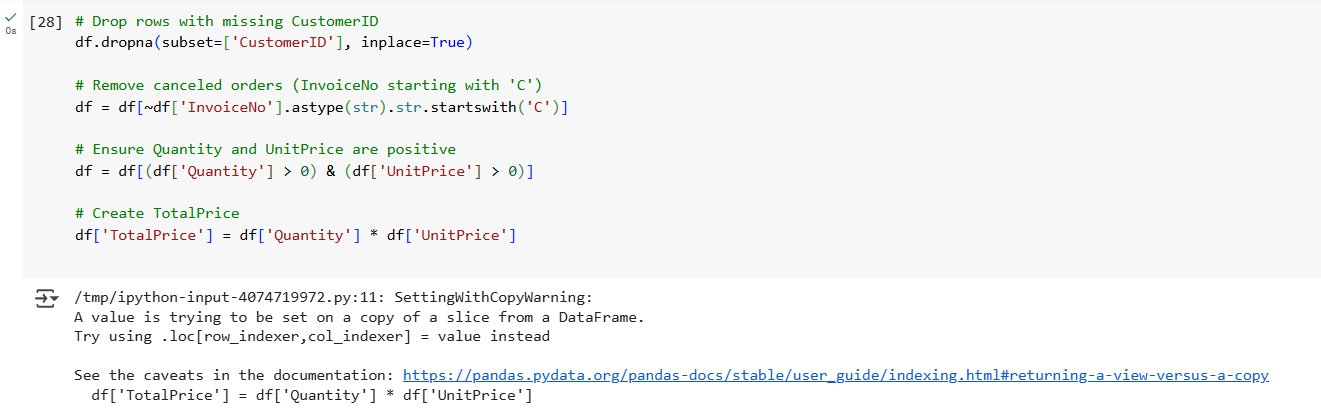 [28] # Drop rows with missing CustomerID
0s
df.dropna(subset=['CustomerID'], inplace=True)
# Remove canceled orders (InvoiceNo starting with 'C')
df = df[~df['InvoiceNo'].astype(str).str.startswith('C')]
# Ensure Quantity and UnitPrice are positive
df = df[(df['Quantity'] > 0) & (df['UnitPrice'] > 0)]
# Create TotalPrice
df['TotalPrice'] = df['Quantity'] * df['UnitPrice']
/tmp/ipython-input-4074719972.py:11: SettingWithCopyWarning:
A value is trying to be set on a copy of a slice from a DataFrame.
Try using .loc[row_indexer,col_indexer] = value instead
See the caveats in the documentation: https://pandas.pydata.org/pandas-docs/stable/user_guide/indexing.html#returning-a-view-versus-a-copy
df['TotalPrice'] = df['Quantity'] * df['UnitPrice']